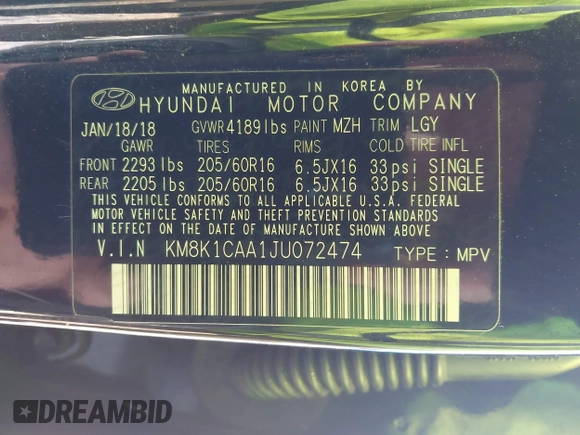 MANUFACTURED IN KOREA BY
HYUNDAI MOTOR COMPANY
JAN/18/18 GVWR 4189lbs PAINT MZH TRIM LGY
GAWR TIRES RIMS COLD TIRE INFL
FRONT 2293lbs 205/60R16 6.5JX16 33psi SINGLE
REAR 2205lbs 205/60R16 6.5JX16 33psi SINGLE
THIS VEHICLE CONFORMS TO ALL APPLICABLE U.S.A. FEDERAL
MOTOR VEHICLE SAFETY AND THEFT PREVENTION STANDARDS
IN EFFECT ON THE DATE OF MANUFACTURE SHOWN ABOVE
V.I.N KM8K1CAA1JU072474 TYPE : MPV
DREAMBID